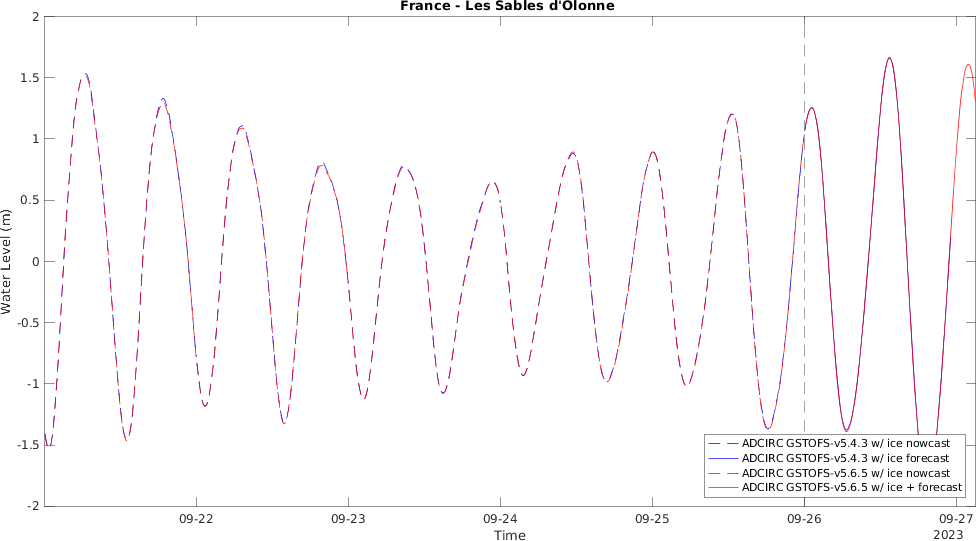 France - Les Sables d'Olonne
2
1.5
1
0.5
0
-0.5
-1
-1.5
-2
Water Level (m)
ADCIRC GSTOFS-v5.4.3 w/ ice nowcast
ADCIRC GSTOFS-v5.4.3 w/ ice forecast
ADCIRC GSTOFS-v5.6.5 w/ ice nowcast
ADCIRC GSTOFS-v5.6.5 w/ ice + forecast
09-22 09-23 09-24 09-25 09-26 09-27
Time
2023